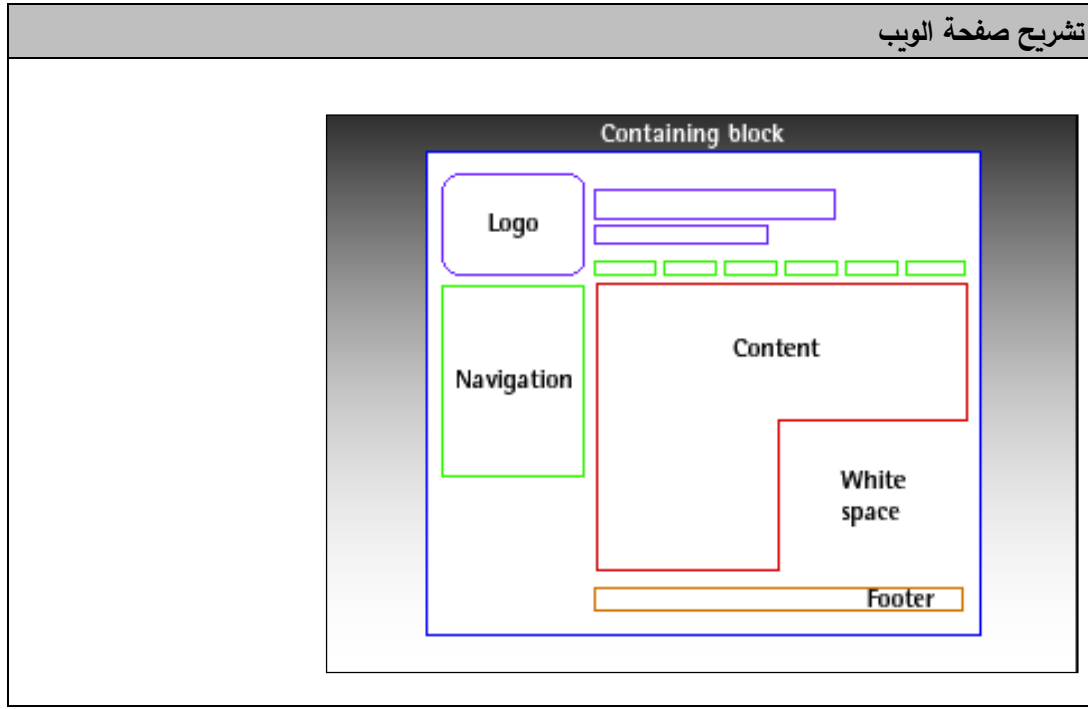 تشريح صفحة الويب
Containing block
Logo
Content
Navigation
White
space
Footer